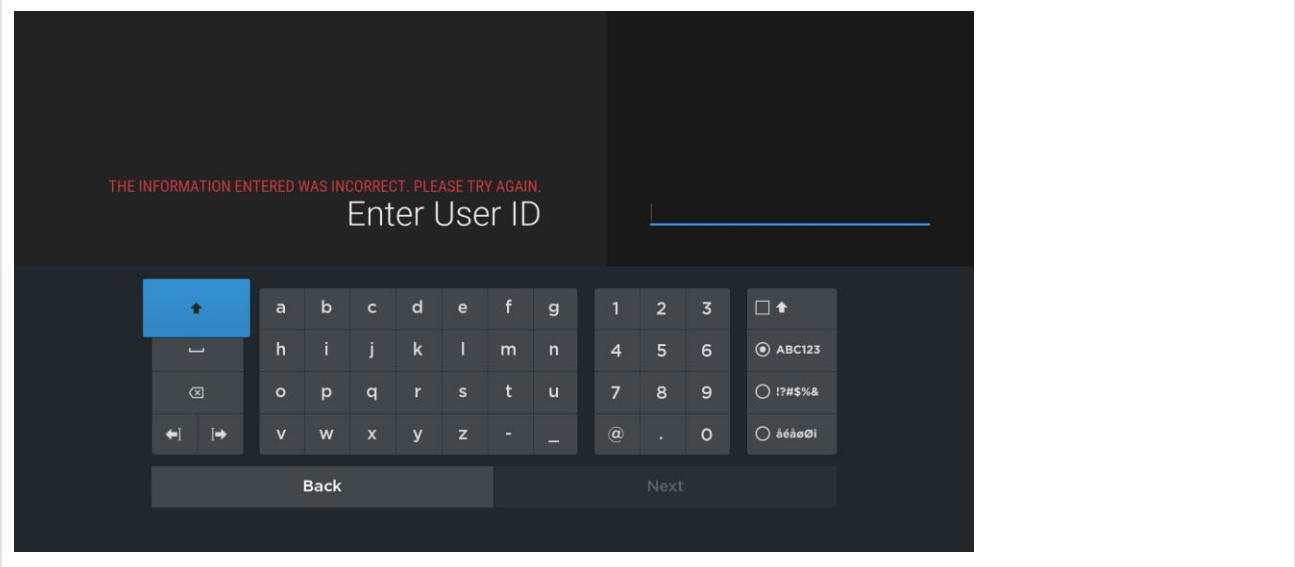 THE INFORMATION ENTERED WAS INCORRECT. PLEASE TRY AGAIN.
Enter User ID
a b c d e f g 1 2 3
h i j k l m n 4 5 6 ABC123
o p q r s t u 7 8 9 !?#$%&
v w x y z - _ @ . 0 âéåøØi
Back Next